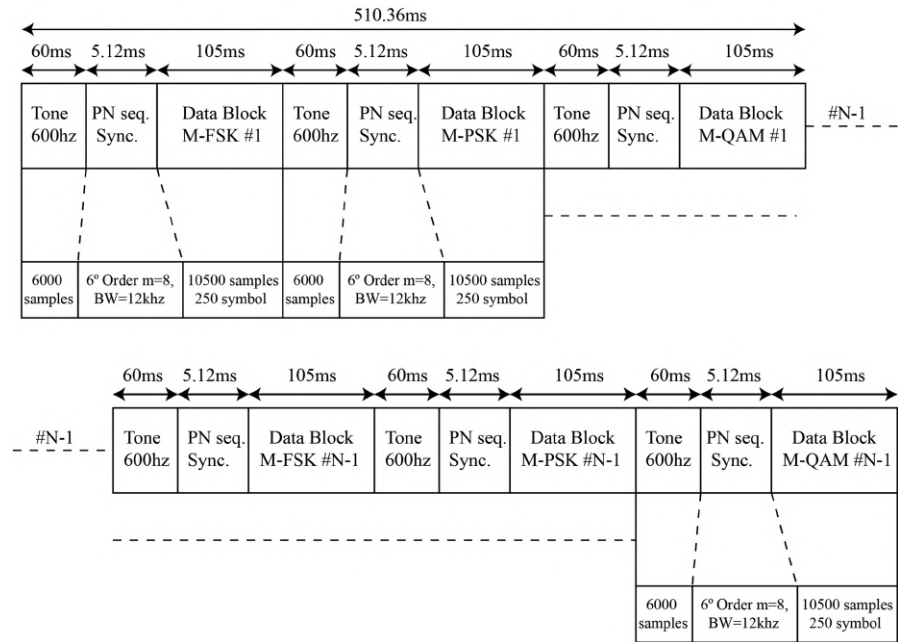 510.36ms
60ms 5.12ms 105ms 60ms 5.12ms 105ms 60ms 5.12ms 105ms
Tone 600hz
PN seq. Sync.
Data Block M-FSK #1
Tone 600hz
PN seq. Sync.
Data Block M-PSK #1
Tone 600hz
PN seq. Sync.
Data Block M-QAM #1
#N-1
6000 samples
6º Order m=8, BW=12khz
10500 samples 250 symbol
6000 samples
6º Order m=8, BW=12khz
10500 samples 250 symbol
60ms 5.12ms 105ms 60ms 5.12ms 105ms 60ms 5.12ms 105ms
#N-1
Tone 600hz
PN seq. Sync.
Data Block M-FSK #N-1
Tone 600hz
PN seq. Sync.
Data Block M-PSK #N-1
Tone 600hz
PN seq. Sync.
Data Block M-QAM #N-1
6000 samples
6º Order m=8, BW=12khz
10500 samples 250 symbol